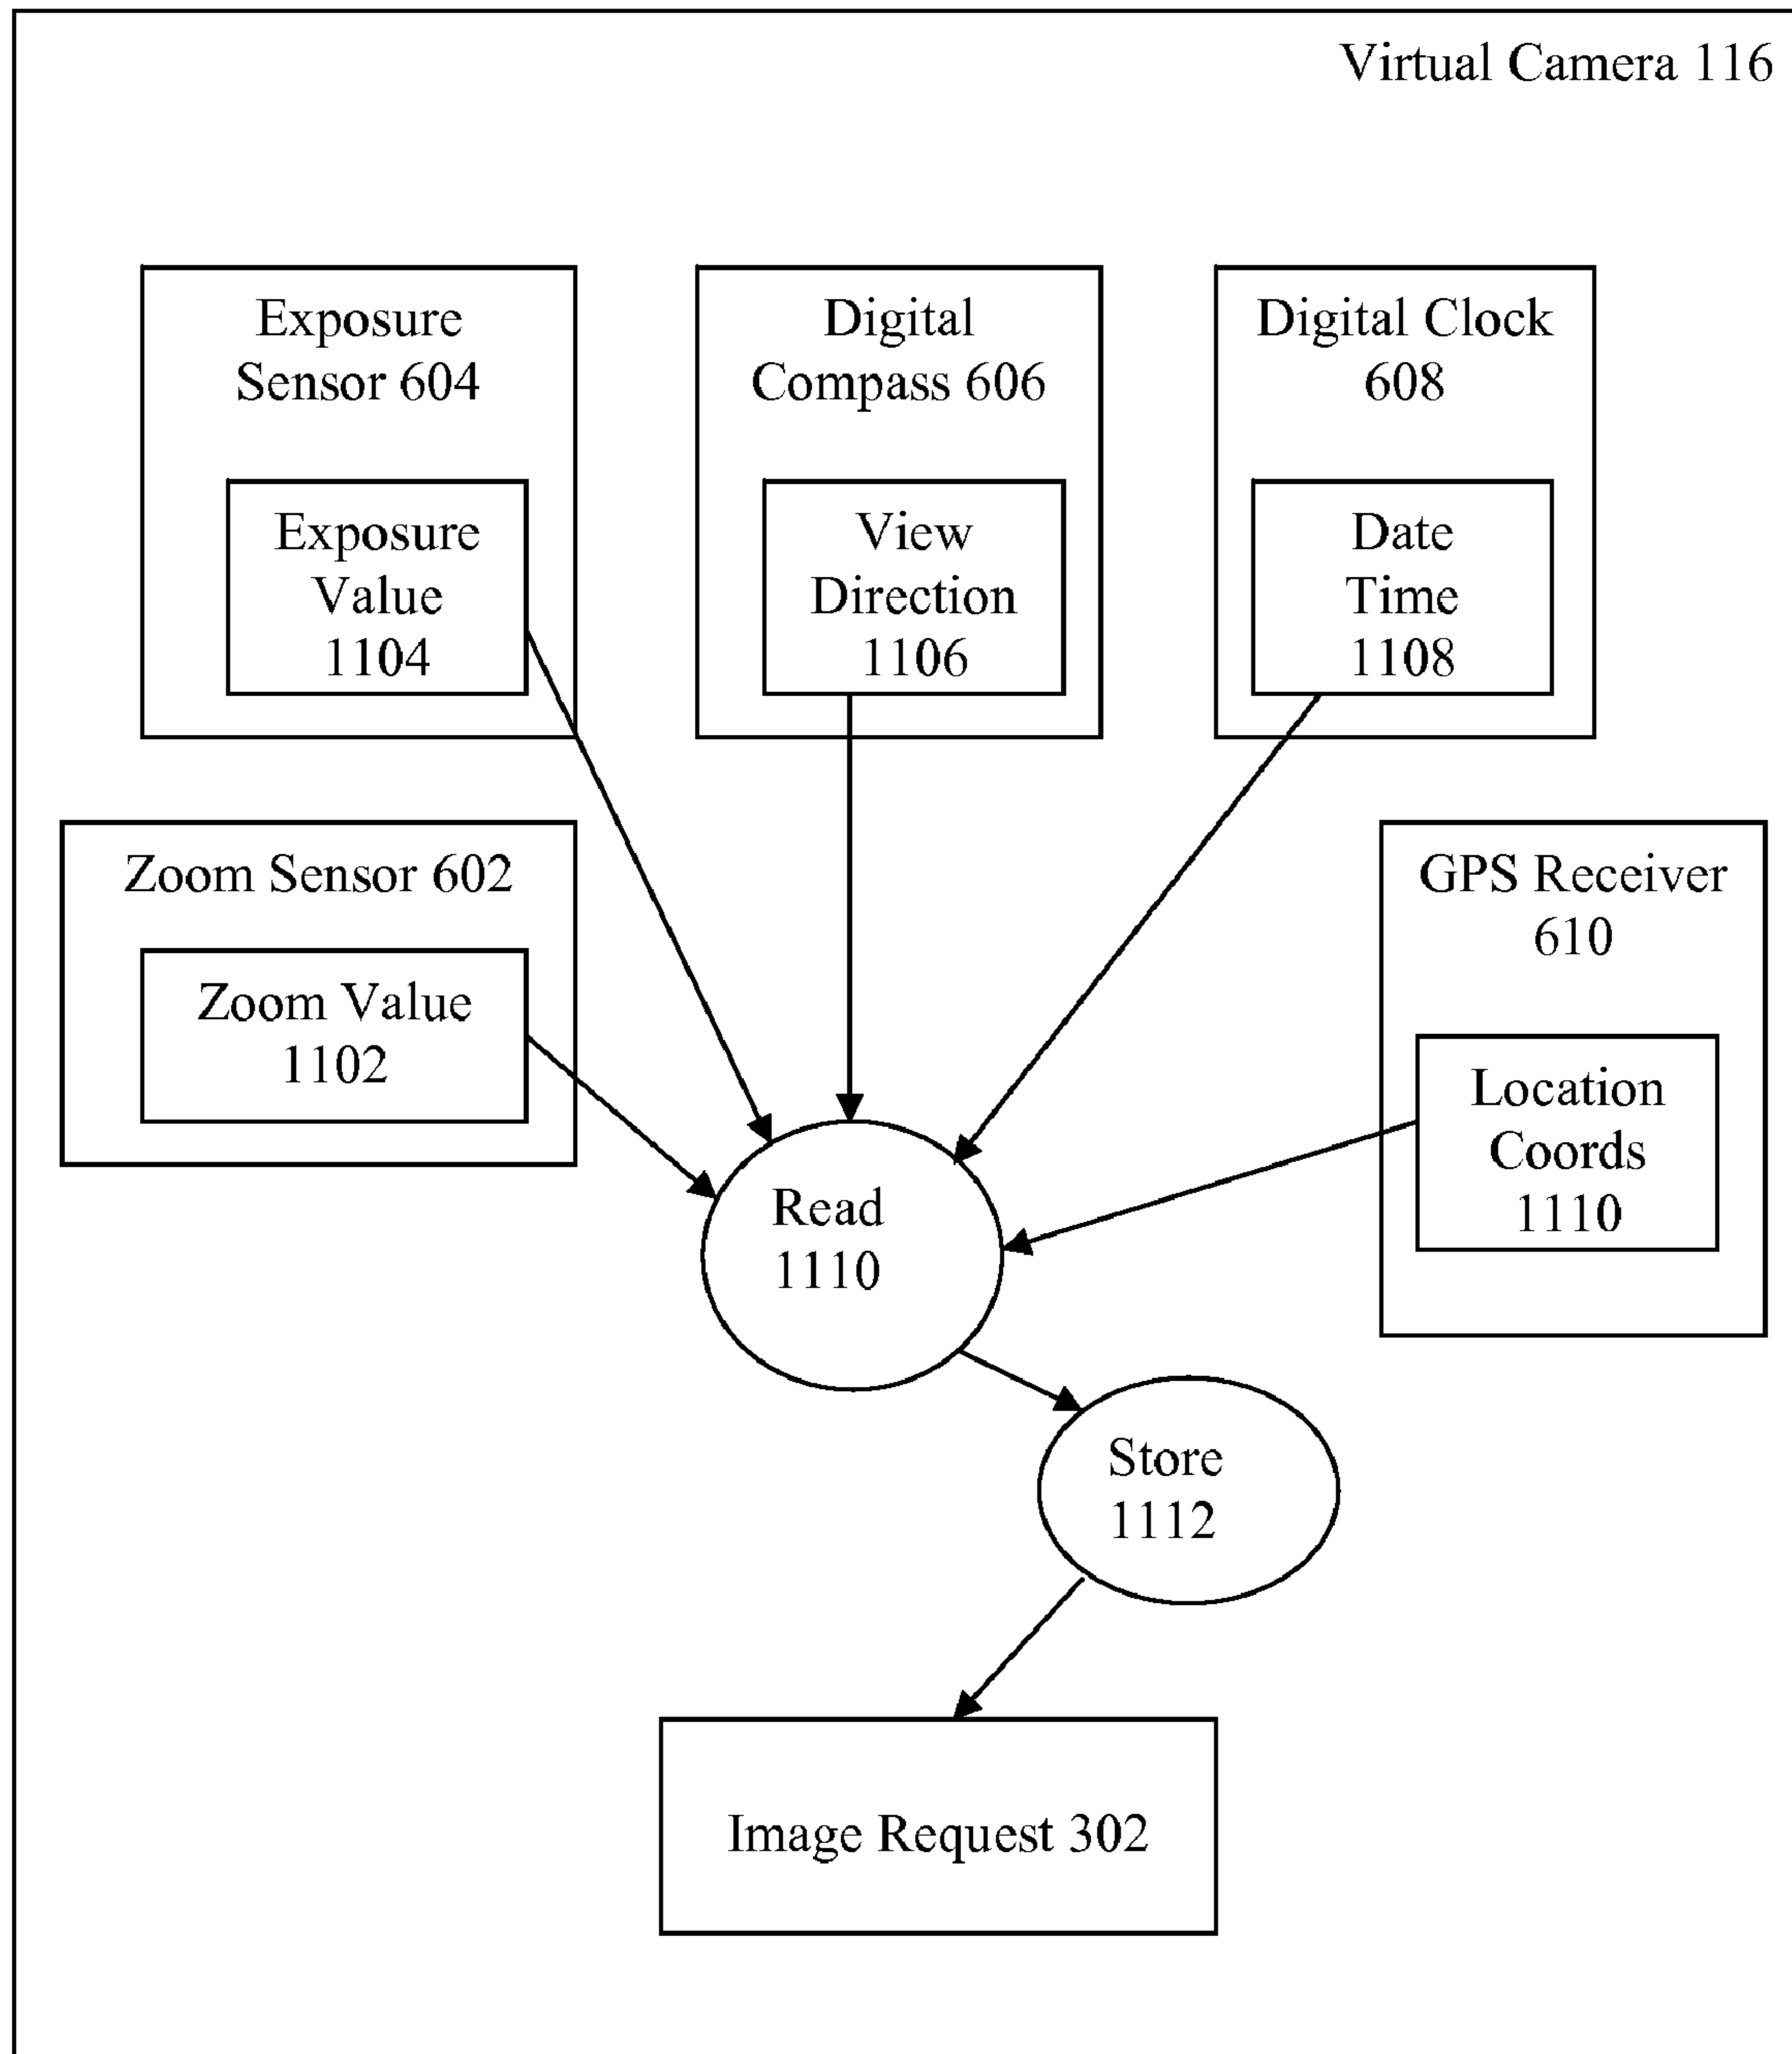 Virtual Camera 116
Exposure
Sensor 604
Exposure
Value
1104
Digital
Compass 606
View
Direction
1106
Digital Clock
608
Date
Time
1108
Zoom Sensor 602
Zoom Value
1102
GPS Receiver
610
Location
Coords
1110
Read
1110
Store
1112
Image Request 302